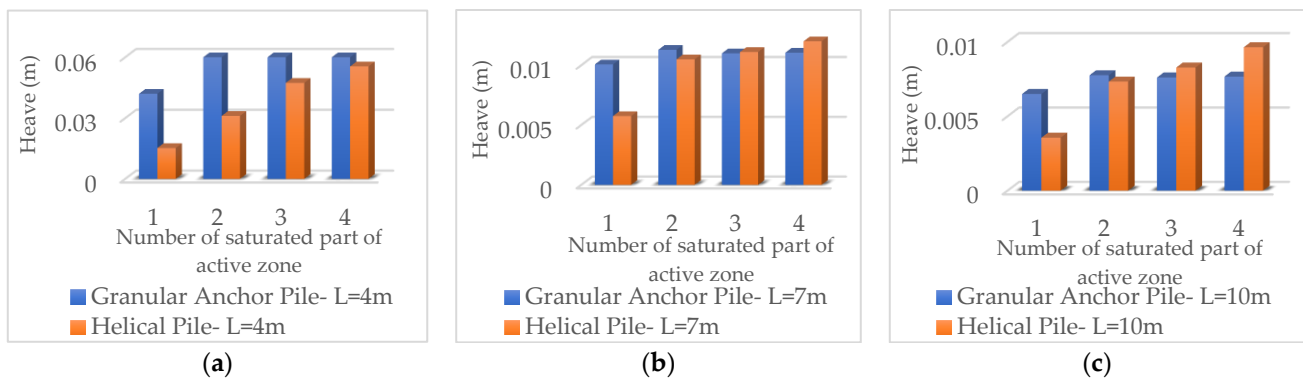 Heave (m)
0.06
0.03
0
1 2 3 4
Number of saturated part of
active zone
Granular Anchor Pile- L=4m
Helical Pile- L=4m
(a)
Heave (m)
0.01
0.005
0
1 2 3 4
Number of saturated part of
active zone
Granular Anchor Pile- L=7m
Helical Pile- L=7m
(b)
Heave (m)
0.01
0.005
0
1 2 3 4
Number of saturated part of
active zone
Granular Anchor Pile- L=10m
Helical Pile- L=10m
(c)